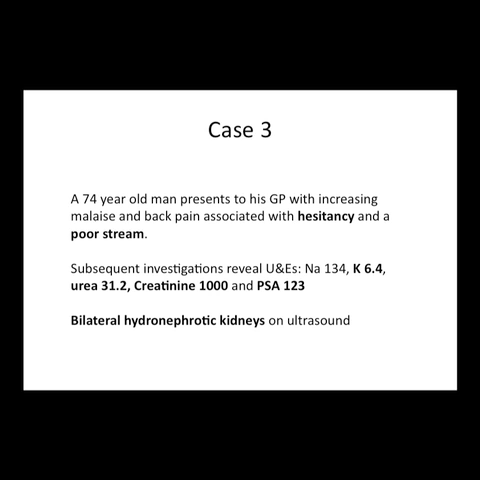 Case 3
A 74 year old man presents to his GP with increasing
malaise and back pain associated with hesitancy and a
poor stream.
Subsequent investigations reveal U&Es: Na 134, K 6.4,
urea 31.2, Creatinine 1000 and PSA 123
Bilateral hydronephrotic kidneys on ultrasound